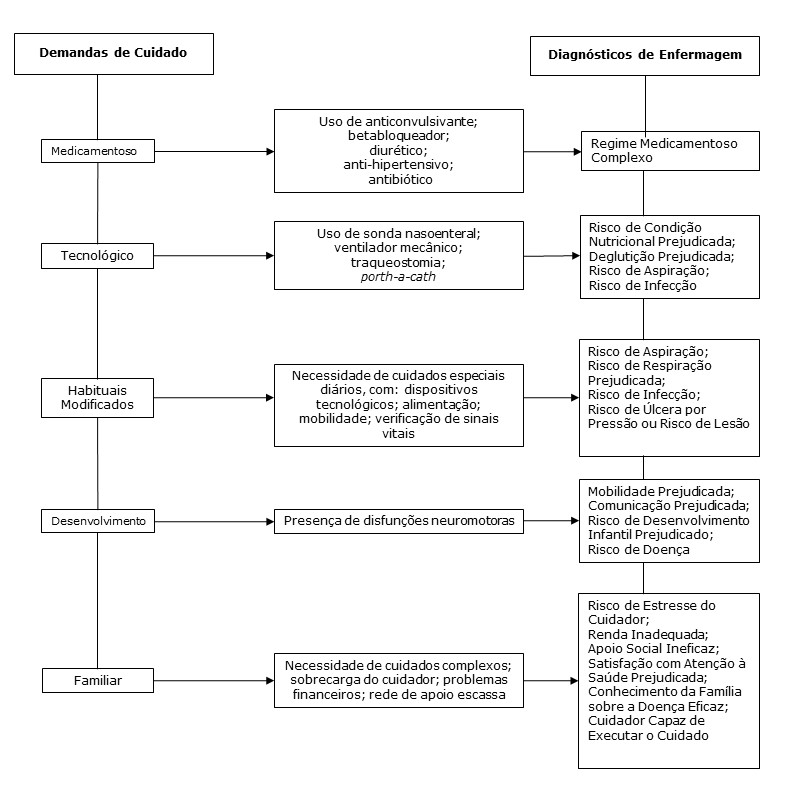 Demandas de Cuidado
Diagnósticos de Enfermagem
Medicamentoso
Uso de anticonvulsivante;
betabloqueador;
diurético;
anti-hipertensivo;
antibiótico
Regime Medicamentoso
Complexo
Tecnológico
Uso de sonda nasoenteral;
ventilador mecânico;
traqueostomia;
porth-a-cath
Risco de Condição
Nutricional Prejudicada;
Deglutição Prejudicada;
Risco de Aspiração;
Risco de Infecção
Habituais
Modificados
Necessidade de cuidados especiais
diários, com: dispositivos
tecnológicos; alimentação;
mobilidade; verificação de sinais
vitais
Risco de Aspiração;
Risco de Respiração
Prejudicada;
Risco de Infecção;
Risco de Úlcera por
Pressão ou Risco de Lesão
Desenvolvimento
Presença de disfunções neuromotoras
Mobilidade Prejudicada;
Comunicação Prejudicada;
Risco de Desenvolvimento
Infantil Prejudicado;
Risco de Doença
Familiar
Necessidade de cuidados complexos;
sobrecarga do cuidador; problemas
financeiros; rede de apoio escassa
Risco de Estresse do
Cuidador;
Renda Inadequada;
Apoio Social Ineficaz;
Satisfação com Atenção à
Saúde Prejudicada;
Conhecimento da Família
sobre a Doença Eficaz;
Cuidador Capaz de
Executar o Cuidado